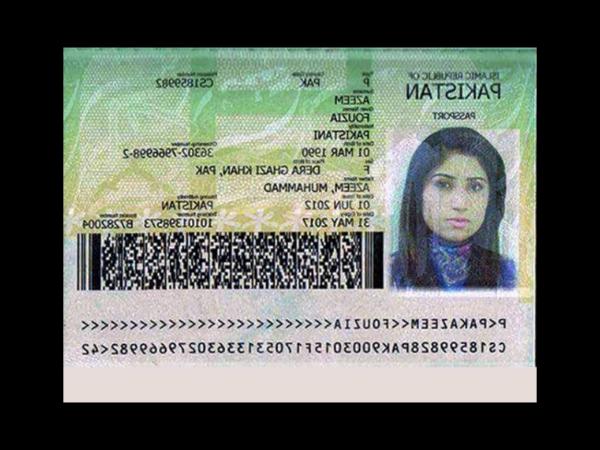 ISLAMIC REPUBLIC OF
PAKISTAN
PASSPORT
Type Country Code Passport Number
P PAK CS1859982
Surname
AZEEM
Given Names
FOUZIA
Nationality
PAKISTANI
Date of Birth Citizenship Number
01 MAR 1990 36302-7966998-2
Sex Place of Birth
F DERA GHAZI KHAN, PAK
Father Name
AZEEM, MUHAMMAD
Date of Issue Issuing Authority
01 JUN 2012 PAKISTAN
Date of Expiry Tracking Number Booklet Number
31 MAY 2017 10101398573 B7282004
P<PAKAZEEM<FOUZIA<<<<<<<<<<<<<<<<<<<<<<<<<<
CS18599828PAK9003015F17053133630279669982<42